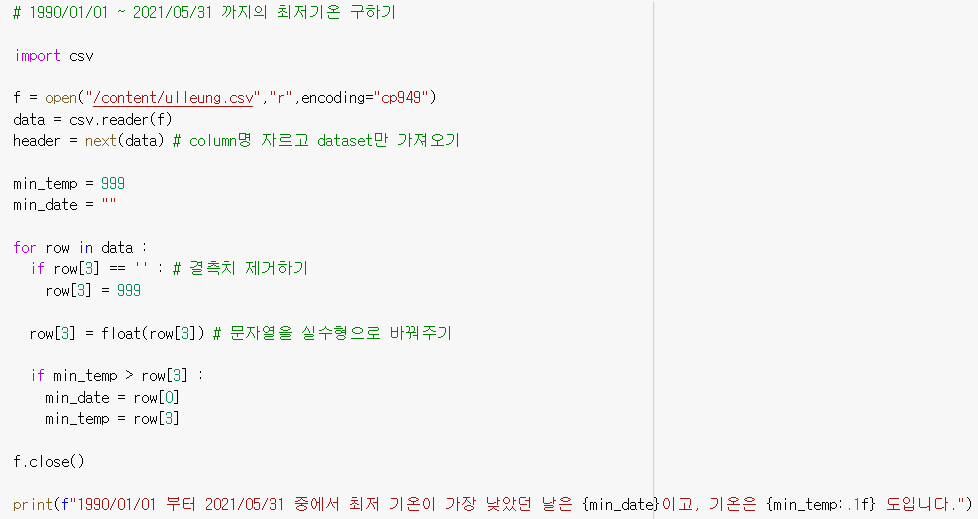 # 1990/01/01 ~ 2021/05/31 까지의 최저기온 구하기
import csv
f = open("/content/ulleung.csv","r",encoding="cp949")
data = csv.reader(f)
header = next(data) # column명 자르고 dataset만 가져오기
min_temp = 999
min_date = ""
for row in data :
  if row[3] == '' : # 결측치 제거하기
    row[3] = 999
  row[3] = float(row[3]) # 문자열을 실수형으로 바꿔주기
  if min_temp > row[3] :
    min_date = row[0]
    min_temp = row[3]
f.close()
print(f"1990/01/01 부터 2021/05/31 중에서 최저 기온이 가장 낮았던 날은 {min_date}이고, 기온은 {min_temp:.1f} 도입니다.")